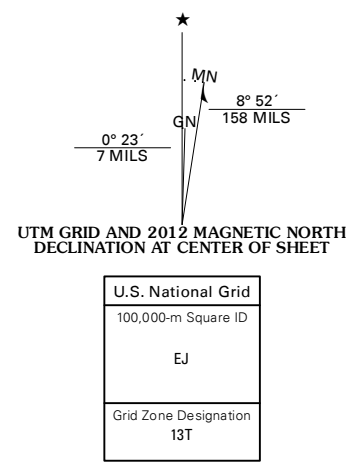 ★
MN
GN
8° 52´
158 MILS
0° 23´
7 MILS
UTM GRID AND 2012 MAGNETIC NORTH
DECLINATION AT CENTER OF SHEET
U.S. National Grid
100,000-m Square ID
EJ
Grid Zone Designation
13T